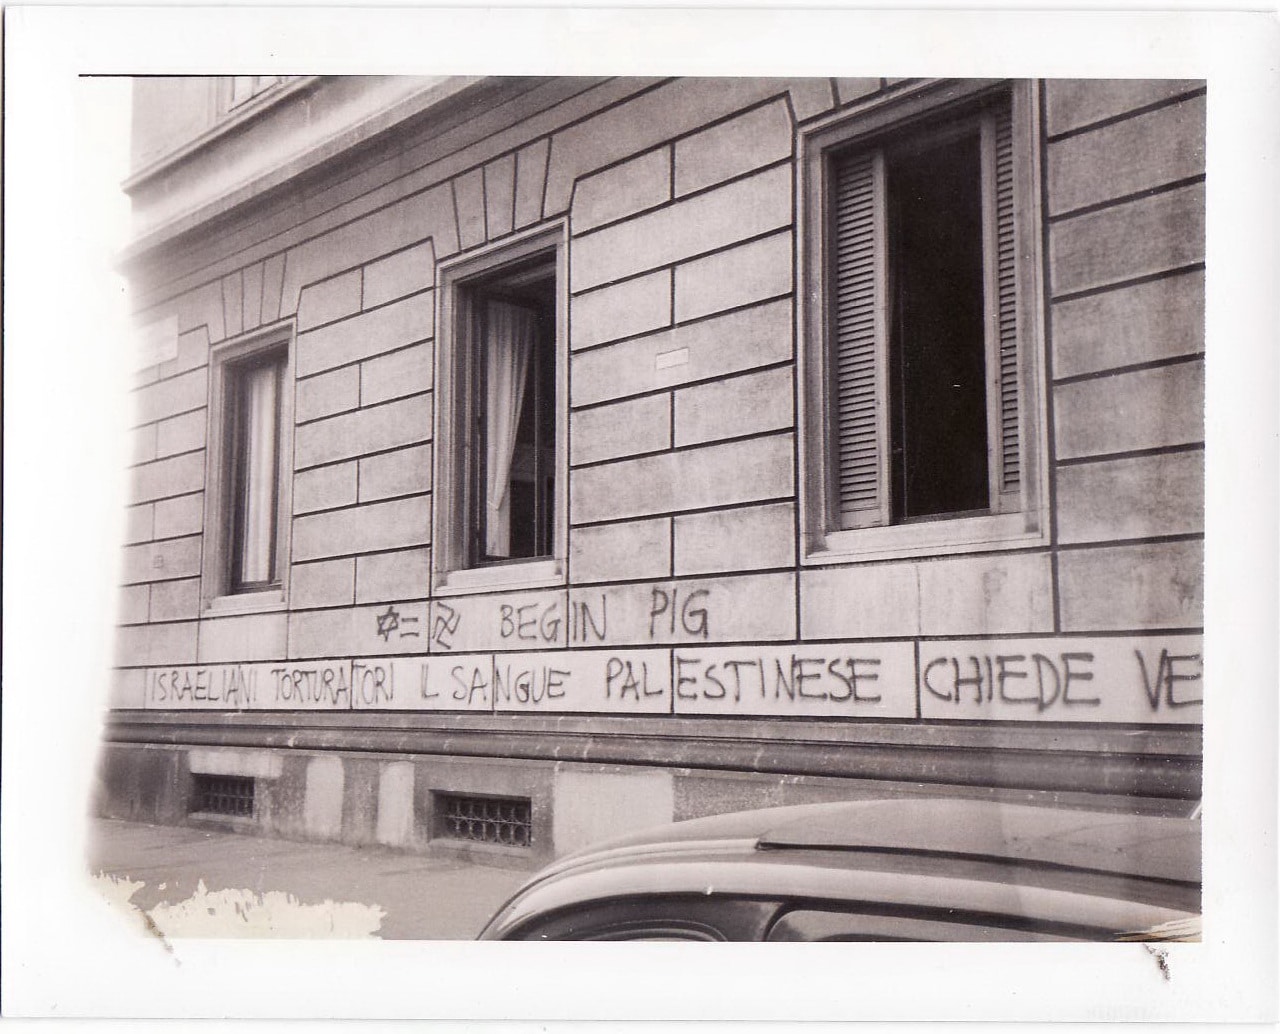 ✡=卐 BEGIN PIG
ISRAELIANI TORTURATORI IL SANGUE PALESTINESE CHIEDE VE